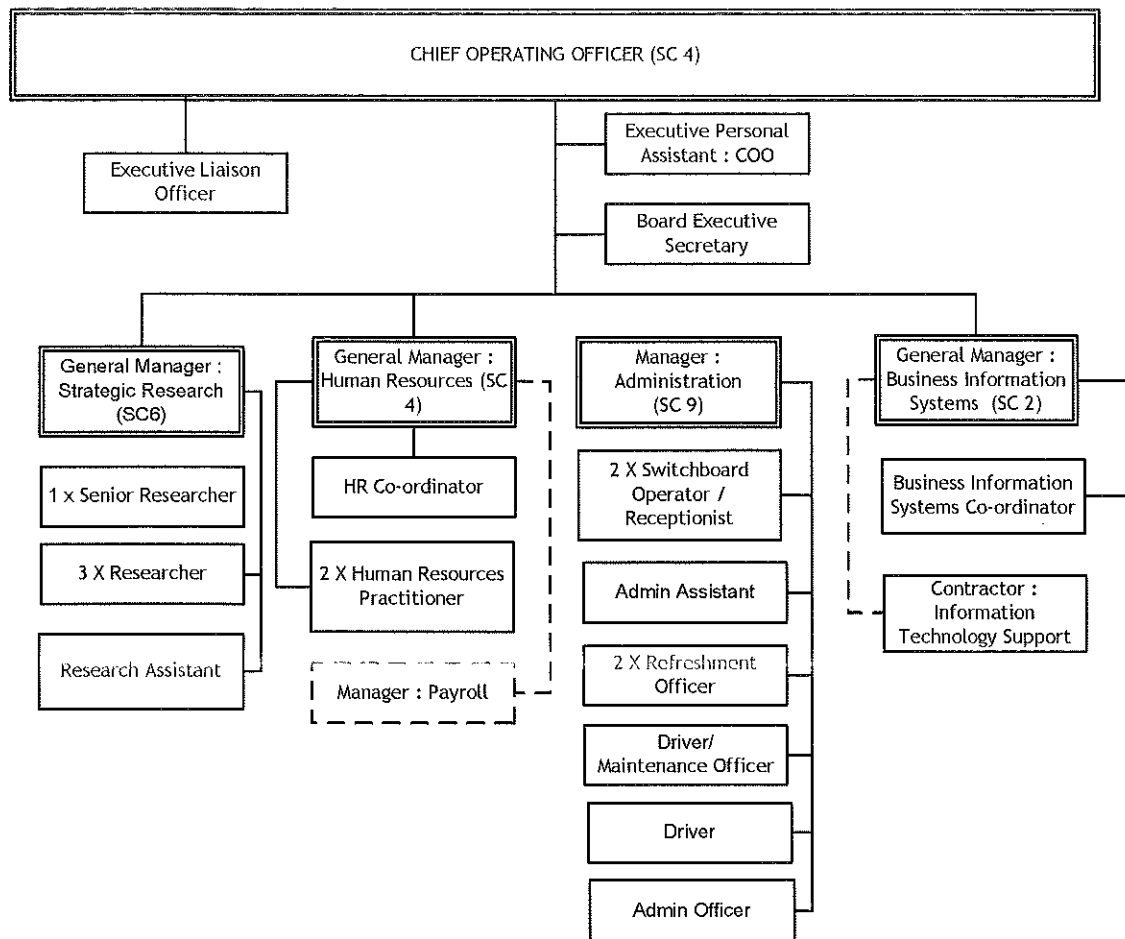 CHIEF OPERATING OFFICER (SC 4)
Executive Liaison
Officer
Executive Personal
Assistant : COO
Board Executive
Secretary
General Manager :
Strategic Research
(SC6)
1 x Senior Researcher
3 X Researcher
Research Assistant
General Manager :
Human Resources (SC
4)
HR Co-ordinator
2 X Human Resources
Practitioner
Manager : Payroll
Manager :
Administration
(SC 9)
2 X Switchboard
Operator /
Receptionist
Admin Assistant
2 X Refreshment
Officer
Driver/
Maintenance Officer
Driver
Admin Officer
General Manager :
Business Information
Systems (SC 2)
Business Information
Systems Co-ordinator
Contractor :
Information
Technology Support